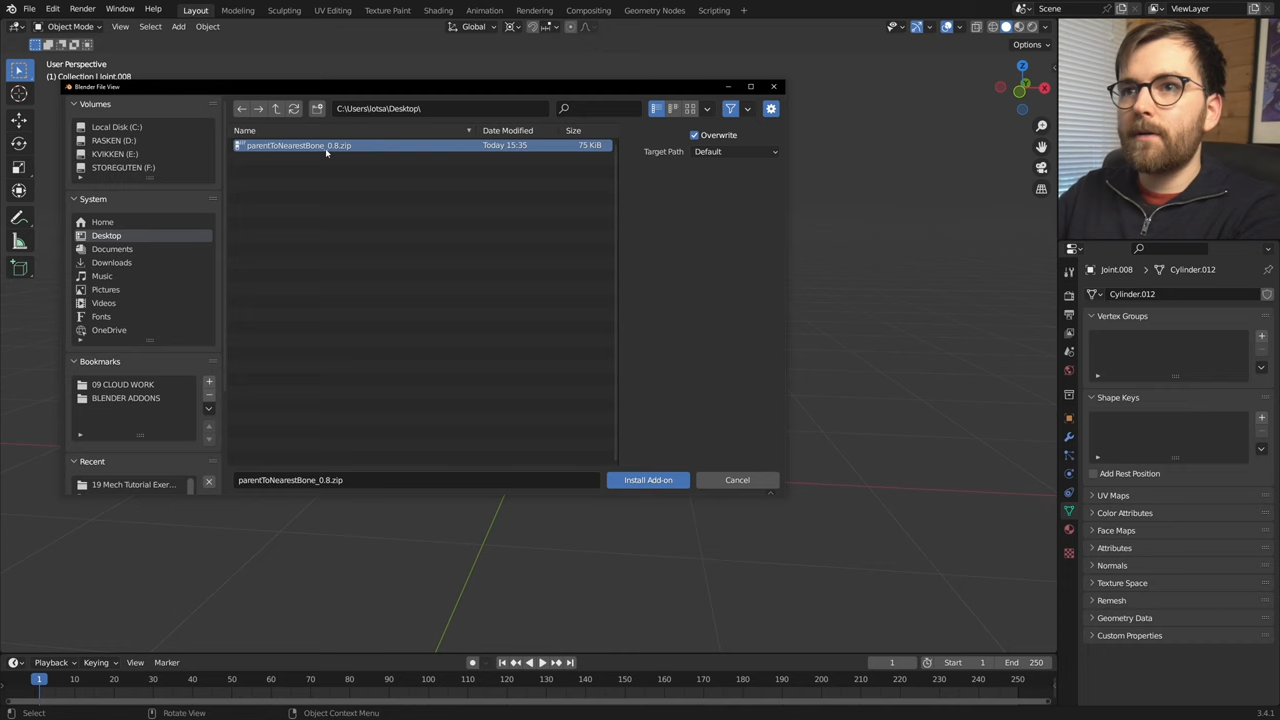 File Edit Render Window Help Layout Modeling Sculpting UV Editing Texture Paint Shading Animation Rendering Compositing Geometry Nodes Scripting Scene ViewLayer
Object Mode View Select Add Object Global
Options
User Perspective
(1) Collection | Joint.008
Blender File View
Volumes
Local Disk (C:)
RASKEN (D:)
KVIKKEN (E:)
STOREGUTEN (F:)
System
Home
Desktop
Documents
Downloads
Music
Pictures
Videos
Fonts
OneDrive
Bookmarks
09 CLOUD WORK
BLENDER ADDONS
Recent
19 Mech Tutorial Exer...
C:\Users\lotsa\Desktop\
Name Date Modified Size
parentToNearestBone_0.8.zip Today 15:35 75 KiB
Overwrite
Target Path Default
parentToNearestBone_0.8.zip Install Add-on Cancel
Z
Y
X
Joint.008 Cylinder.012
Cylinder.012
Vertex Groups
Shape Keys
Add Rest Position
UV Maps
Color Attributes
Face Maps
Attributes
Normals
Texture Space
Remesh
Geometry Data
Custom Properties
Playback Keying View Marker 1 Start 1 End 250
1 10 20 30 40 50 60 70 80 90 100 110 120 130 140 150 160 170 180 190 200 210 220 230 240 250
Select Rotate View Object Context Menu 3.4.1